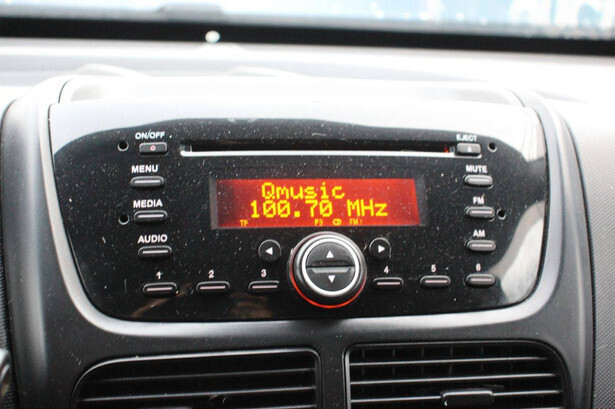 ON/OFF
EJECT
MENU
MUTE
Qmusic
100.70 MHz
MEDIA
FM
TP P3 CD FM1
AUDIO
AM
1 2 3 4 5 6